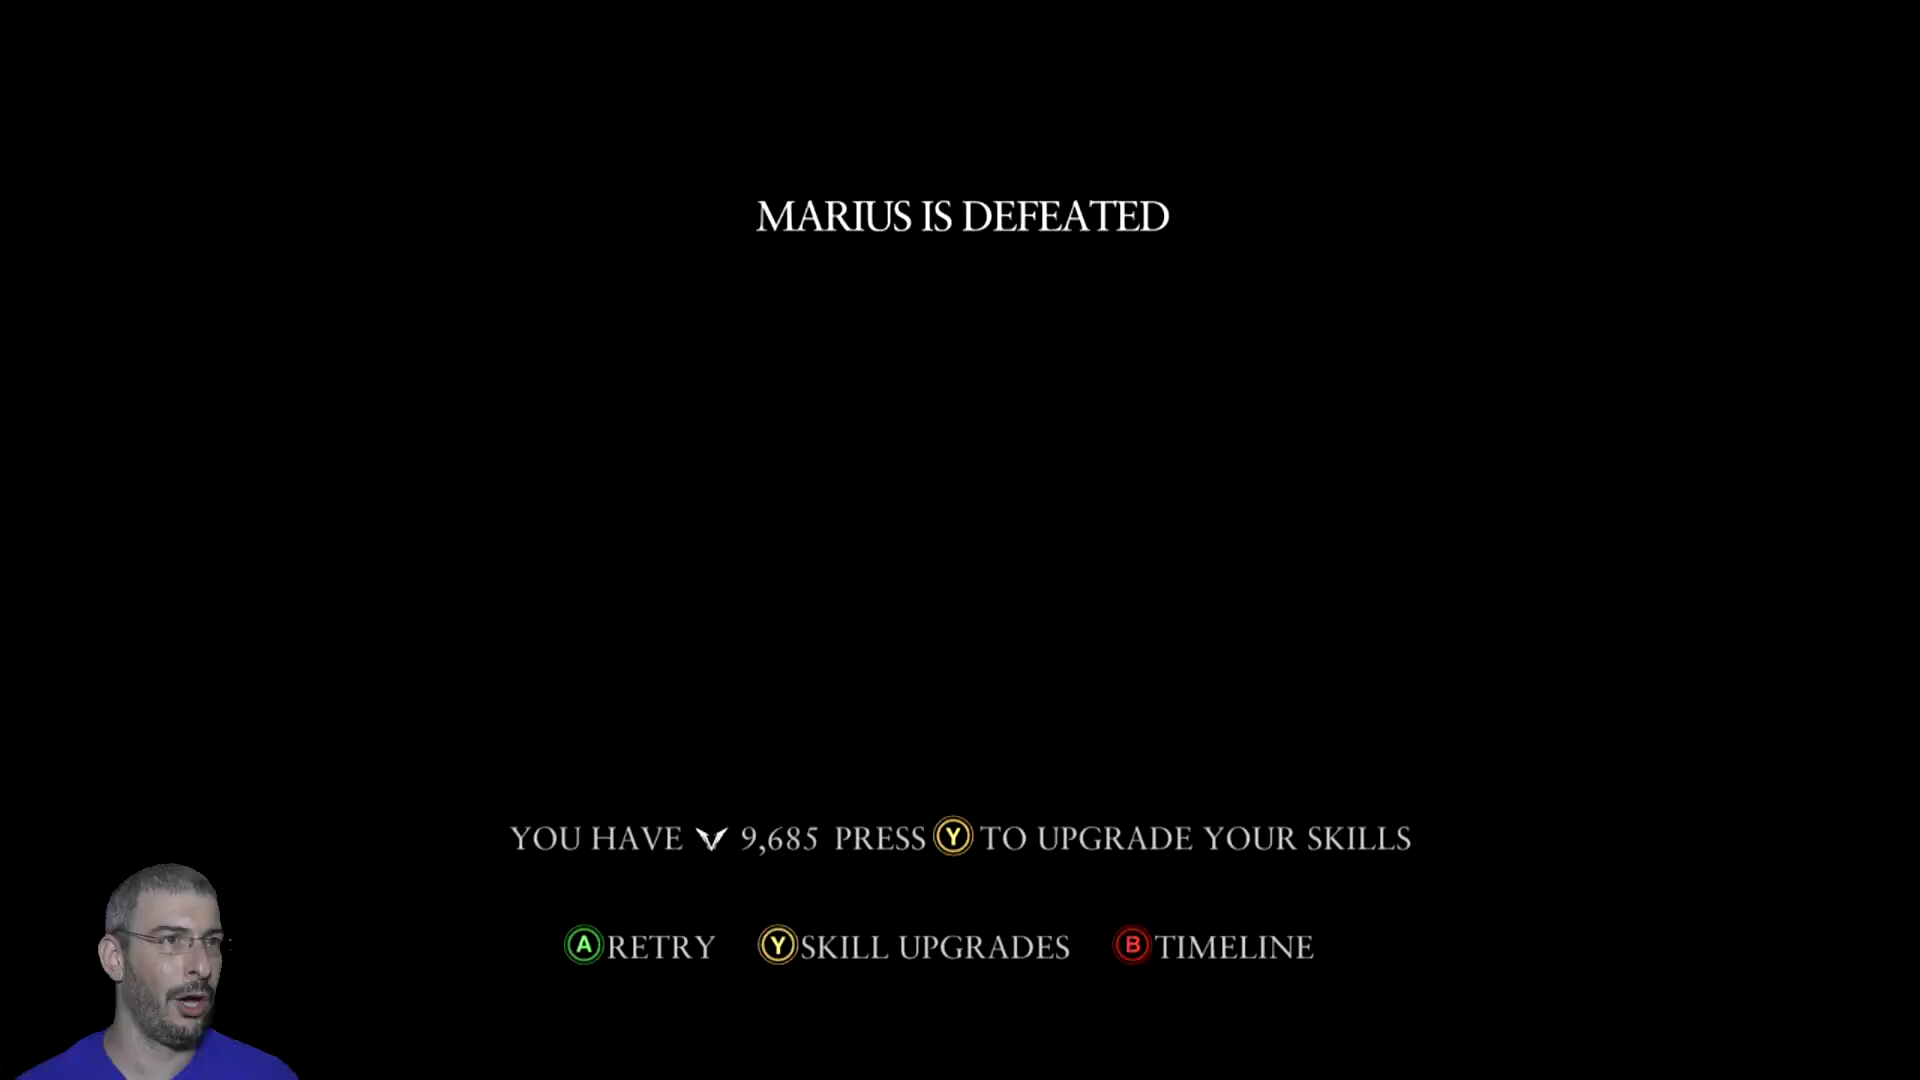 MARIUS IS DEFEATED
YOU HAVE 9,685 PRESS Y TO UPGRADE YOUR SKILLS
A RETRY Y SKILL UPGRADES B TIMELINE